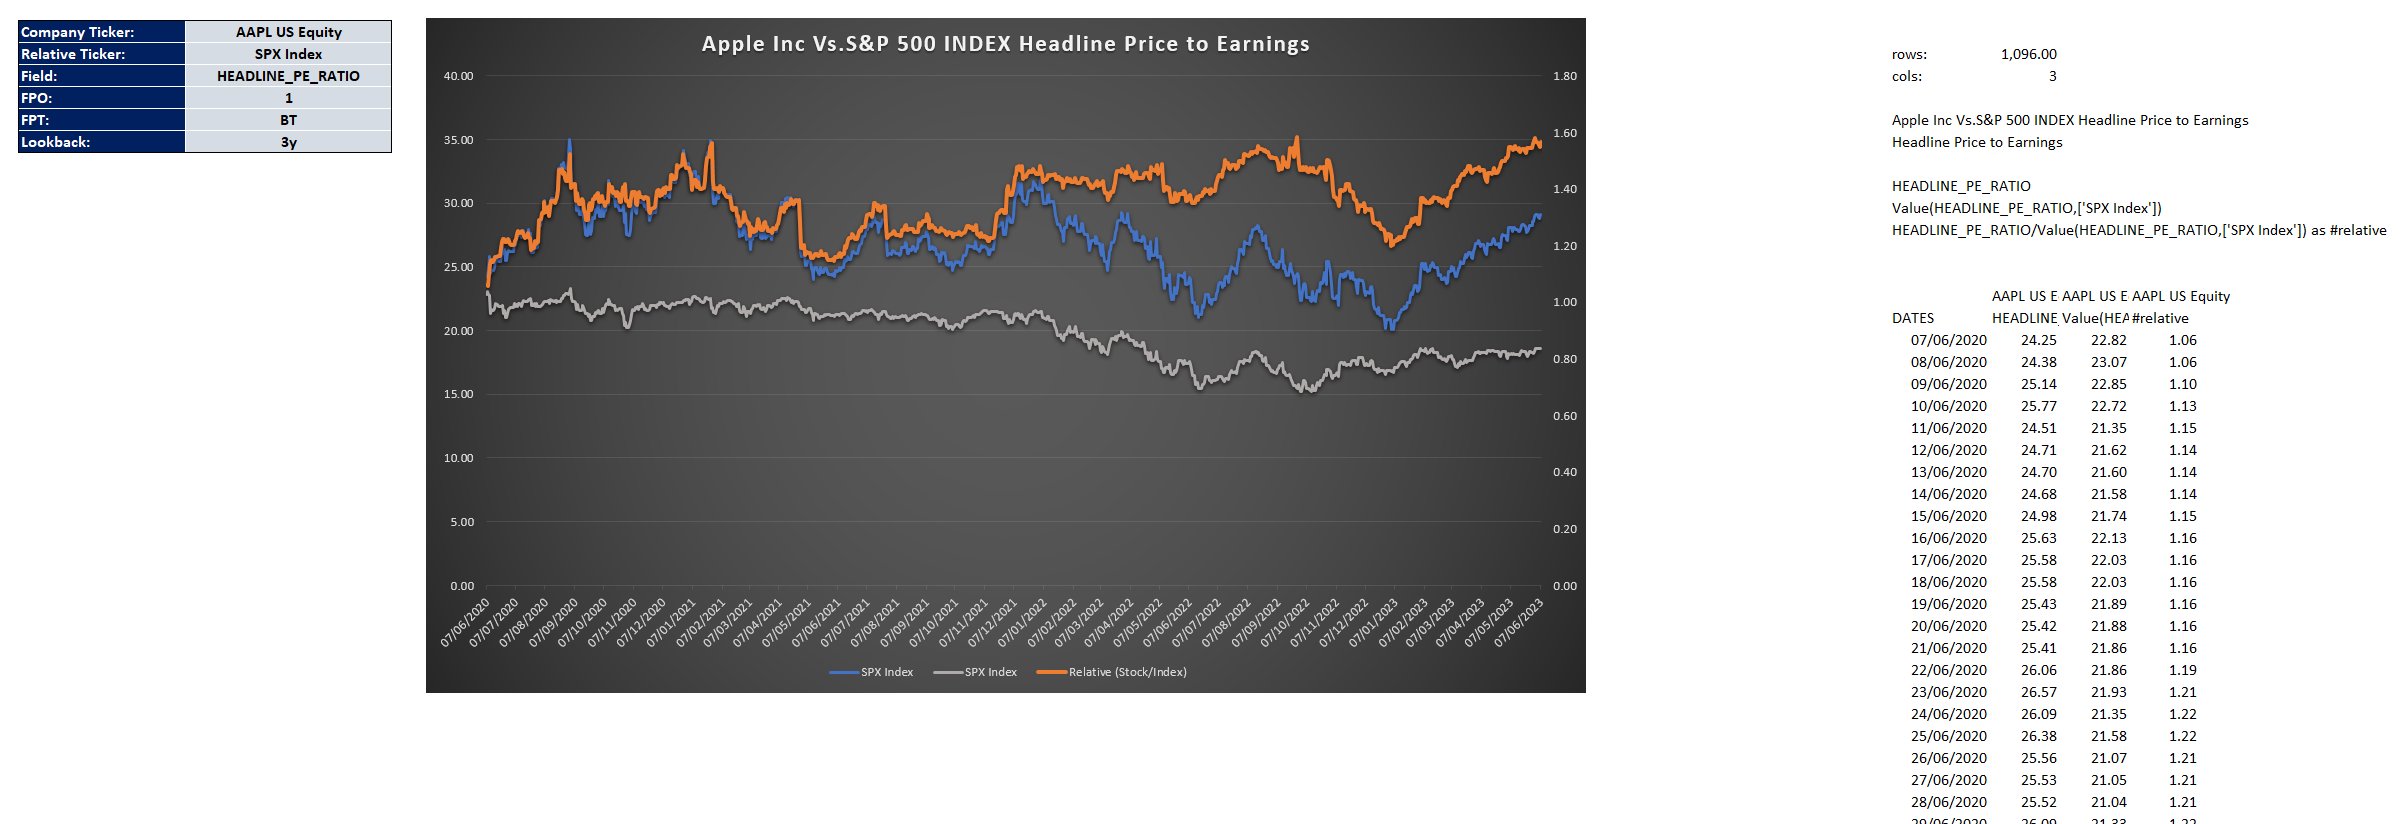 Company Ticker: AAPL US Equity
Relative Ticker: SPX Index
Field: HEADLINE_PE_RATIO
FPO: 1
FPT: BT
Lookback: 3y
Apple Inc Vs.S&P 500 INDEX Headline Price to Earnings
40.00
35.00
30.00
25.00
20.00
15.00
10.00
5.00
0.00
1.80
1.60
1.40
1.20
1.00
0.80
0.60
0.40
0.20
0.00
07/06/2020
07/07/2020
07/08/2020
07/09/2020
07/10/2020
07/11/2020
07/12/2020
07/01/2021
07/02/2021
07/03/2021
07/04/2021
07/05/2021
07/06/2021
07/07/2021
07/08/2021
07/09/2021
07/10/2021
07/11/2021
07/12/2021
07/01/2022
07/02/2022
07/03/2022
07/04/2022
07/05/2022
07/06/2022
07/07/2022
07/08/2022
07/09/2022
07/10/2022
07/11/2022
07/12/2022
07/01/2023
07/02/2023
07/03/2023
07/04/2023
07/05/2023
07/06/2023
SPX Index SPX Index Relative (Stock/Index)
rows: 1,096.00
cols: 3
Apple Inc Vs.S&P 500 INDEX Headline Price to Earnings
Headline Price to Earnings
HEADLINE_PE_RATIO
Value(HEADLINE_PE_RATIO,['SPX Index'])
HEADLINE_PE_RATIO/Value(HEADLINE_PE_RATIO,['SPX Index']) as #relative
AAPL US E AAPL US E AAPL US Equity
DATES HEADLINE Value(HEA #relative
07/06/2020 24.25 22.82 1.06
08/06/2020 24.38 23.07 1.06
09/06/2020 25.14 22.85 1.10
10/06/2020 25.77 22.72 1.13
11/06/2020 24.51 21.35 1.15
12/06/2020 24.71 21.62 1.14
13/06/2020 24.70 21.60 1.14
14/06/2020 24.68 21.58 1.14
15/06/2020 24.98 21.74 1.15
16/06/2020 25.63 22.13 1.16
17/06/2020 25.58 22.03 1.16
18/06/2020 25.58 22.03 1.16
19/06/2020 25.43 21.89 1.16
20/06/2020 25.42 21.88 1.16
21/06/2020 25.41 21.86 1.16
22/06/2020 26.06 21.86 1.19
23/06/2020 26.57 21.93 1.21
24/06/2020 26.09 21.35 1.22
25/06/2020 26.38 21.58 1.22
26/06/2020 25.56 21.07 1.21
27/06/2020 25.53 21.05 1.21
28/06/2020 25.52 21.04 1.21